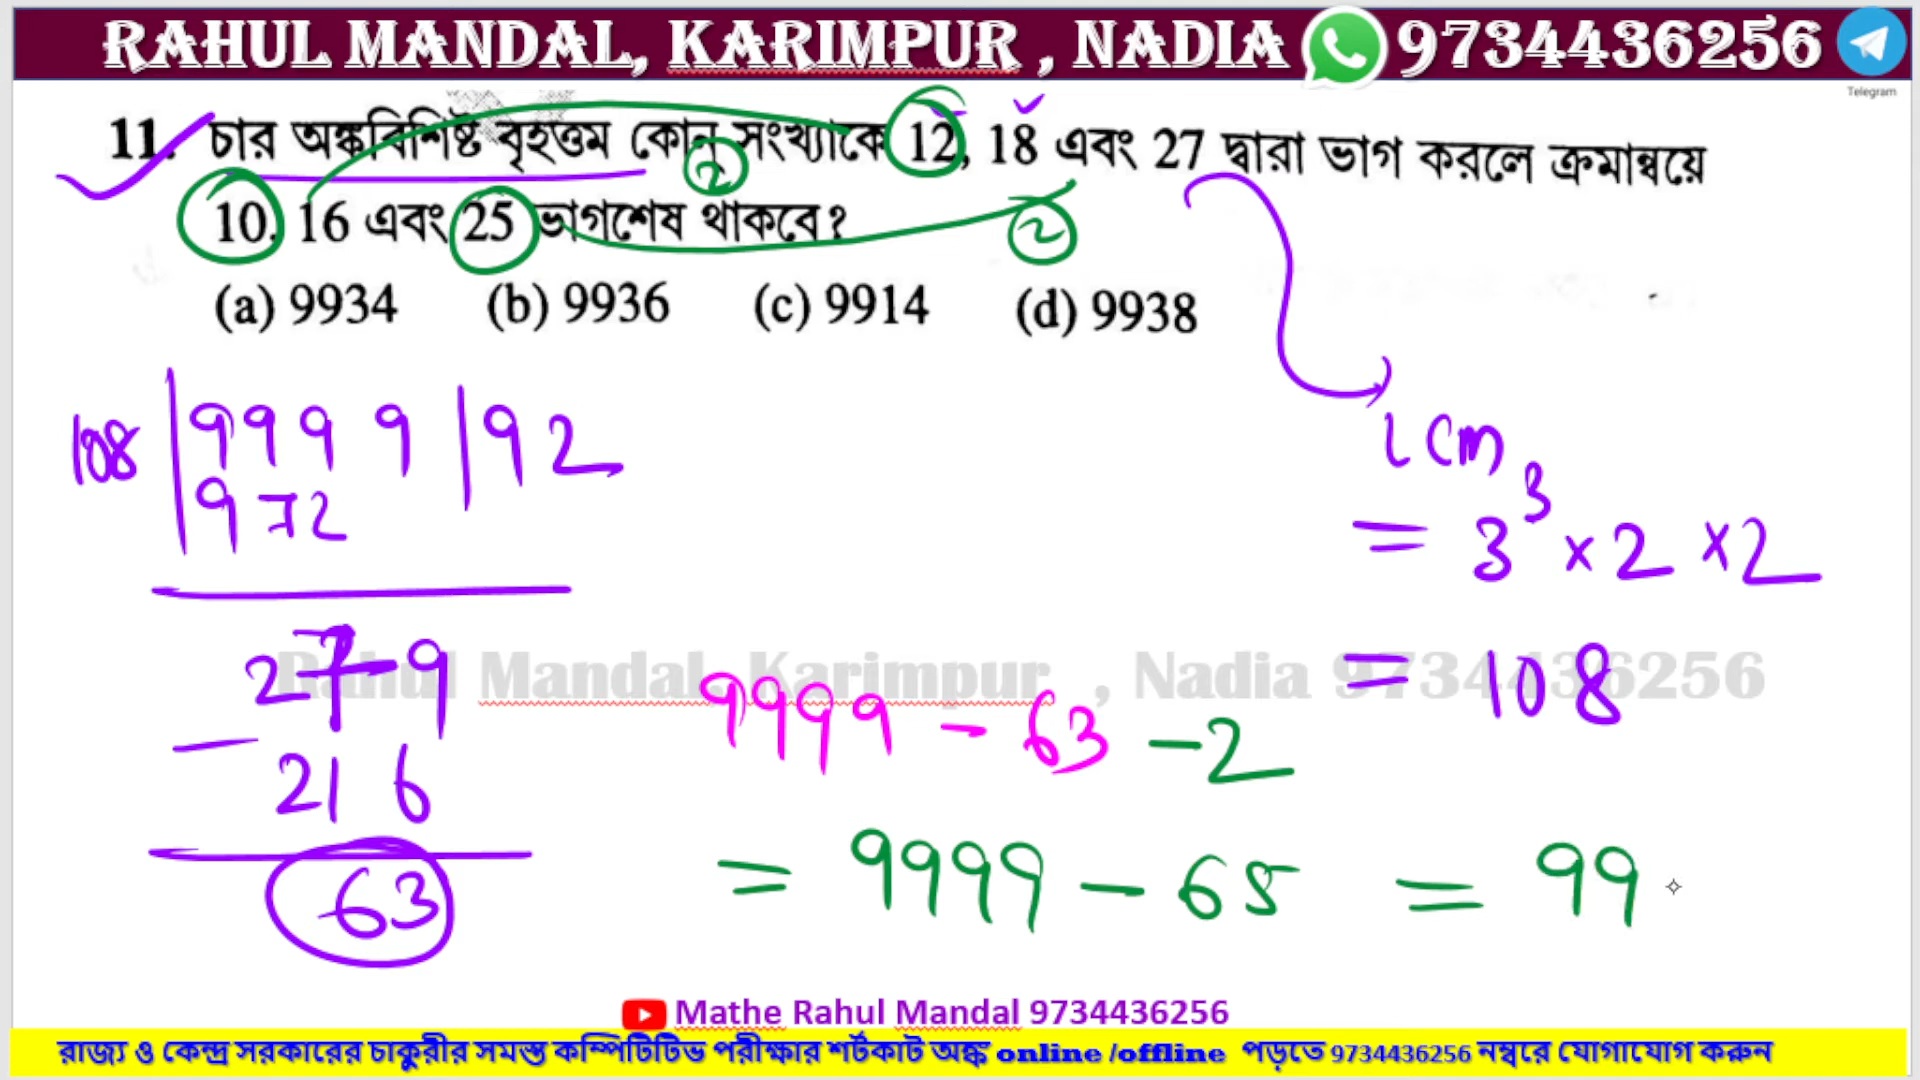 RAHUL MANDAL, KARIMPUR , NADIA 9734436256
Telegram
11. চার অঙ্কবিশিষ্ট বৃহত্তম কোন্ সংখ্যাকে 12, 18 এবং 27 দ্বারা ভাগ করলে ক্রমান্বয়ে
2
10. 16 এবং 25 ভাগশেষ থাকবে?
2
(a) 9934 (b) 9936 (c) 9914 (d) 9938
108 | 9999 | 92
972
279
- 216
63
LCM
= 3³ × 2 × 2
= 108
Rahul Mandal, Karimpur , Nadia 9734436256
9999 - 63 - 2
= 9999 - 65 = 99
Mathe Rahul Mandal 9734436256
রাজ্য ও কেন্দ্র সরকারের চাকুরীর সমস্ত কম্পিটিটিভ পরীক্ষার শর্টকাট অঙ্ক online /offline পড়তে 9734436256 নম্বরে যোগাযোগ করুন